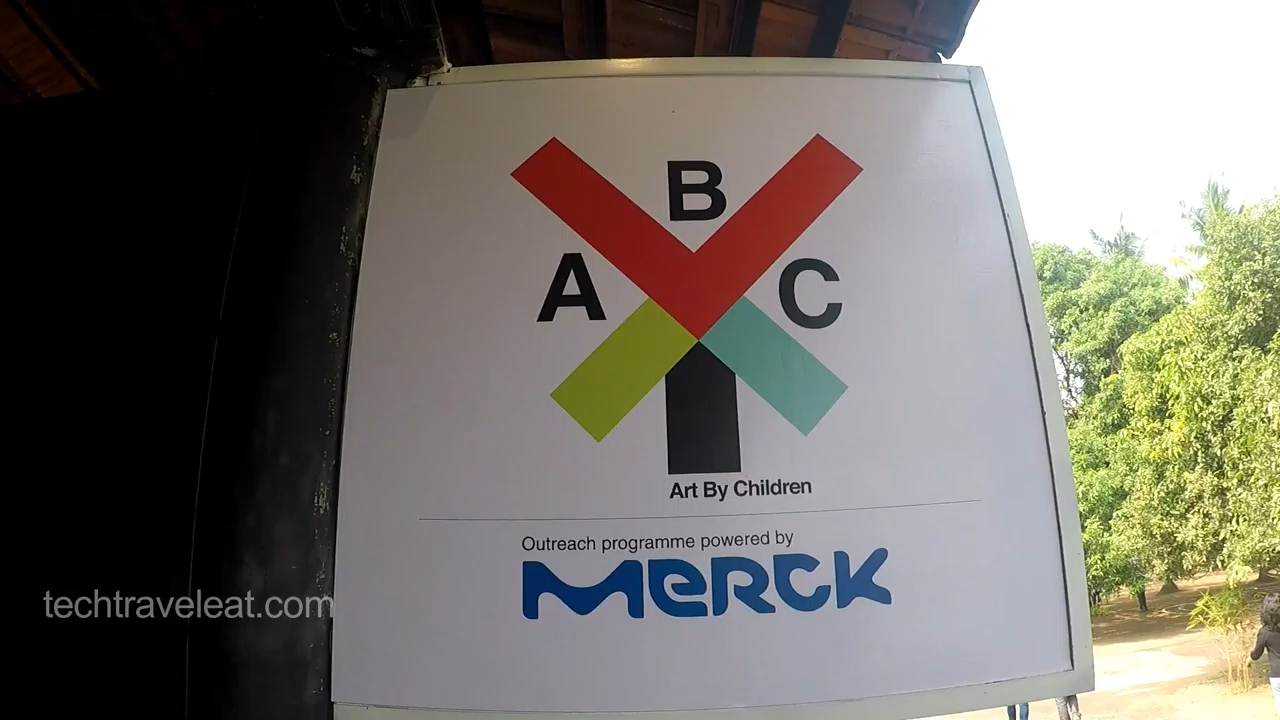 B
A C
Art By Children
Outreach programme powered by
MERCK
techtraveleat.com